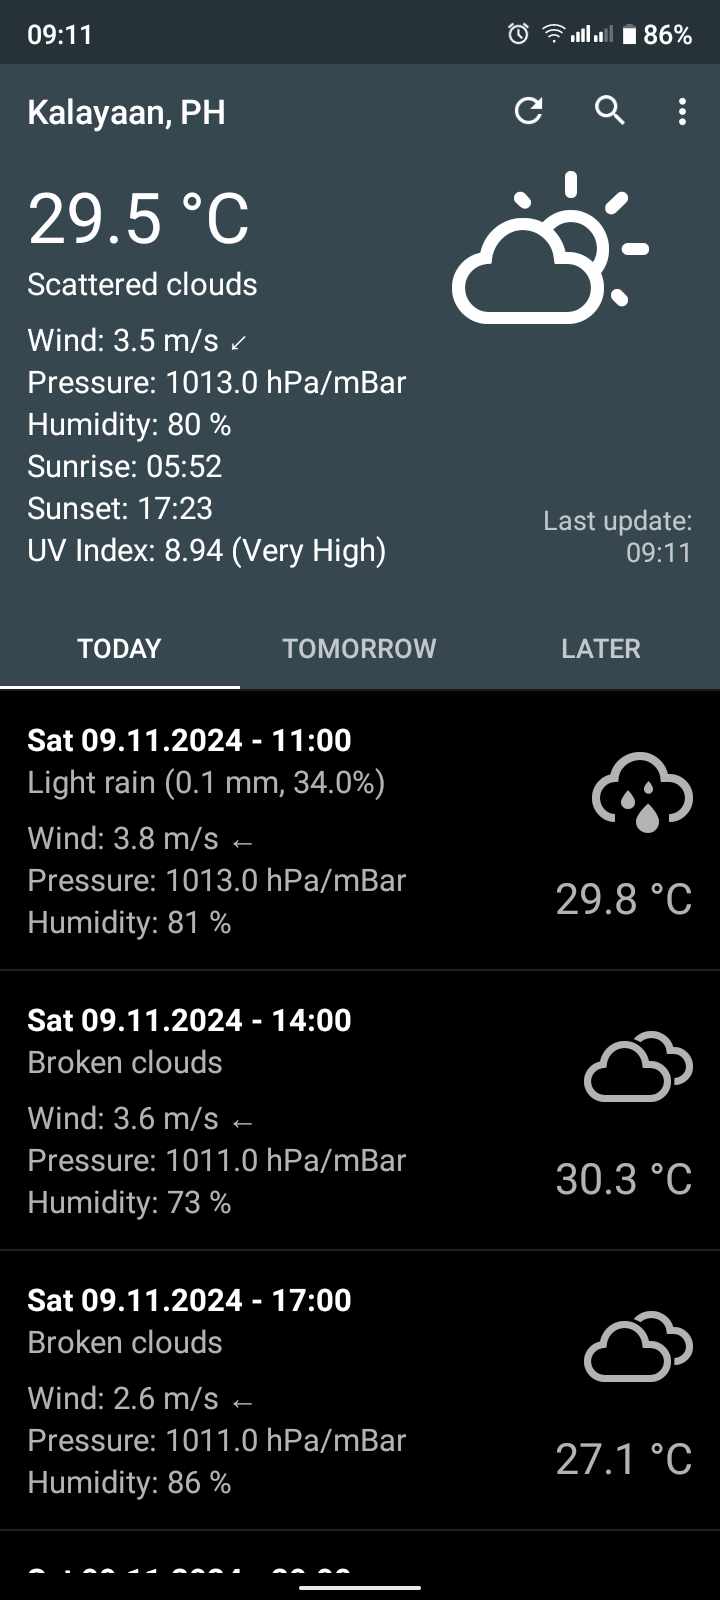 09:11
86%
Kalayaan, PH
29.5 °C
Scattered clouds
Wind: 3.5 m/s ↙
Pressure: 1013.0 hPa/mBar
Humidity: 80 %
Sunrise: 05:52
Sunset: 17:23
UV Index: 8.94 (Very High)
Last update:
09:11
TODAY
TOMORROW
LATER
Sat 09.11.2024 - 11:00
Light rain (0.1 mm, 34.0%)
Wind: 3.8 m/s ←
Pressure: 1013.0 hPa/mBar
Humidity: 81 %
29.8 °C
Sat 09.11.2024 - 14:00
Broken clouds
Wind: 3.6 m/s ←
Pressure: 1011.0 hPa/mBar
Humidity: 73 %
30.3 °C
Sat 09.11.2024 - 17:00
Broken clouds
Wind: 2.6 m/s ←
Pressure: 1011.0 hPa/mBar
Humidity: 86 %
27.1 °C